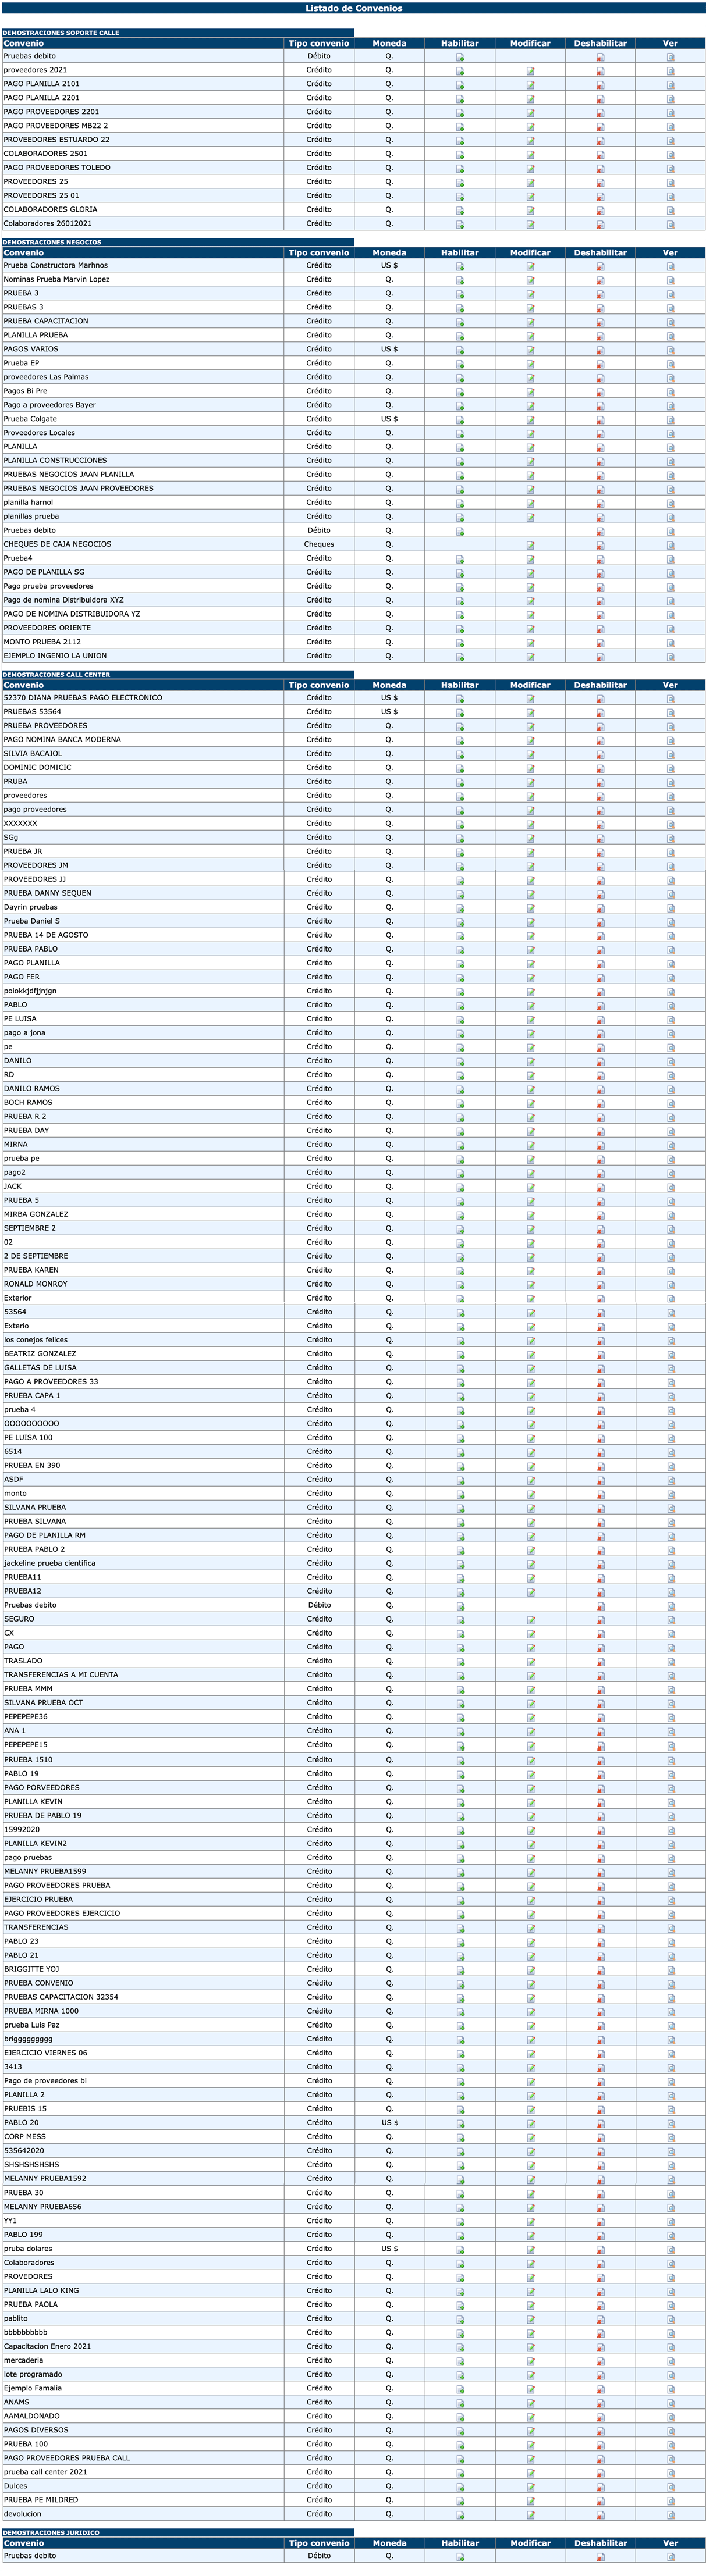 Listado de Convenios
DEMOSTRACIONES SOPORTE CALLE
Convenio Tipo convenio Moneda Habilitar Modificar Deshabilitar Ver
Pruebas debito Débito Q.
proveedores 2021 Crédito Q.
PAGO PLANILLA 2101 Crédito Q.
PAGO PLANILLA 2201 Crédito Q.
PAGO PROVEEDORES 2201 Crédito Q.
PAGO PROVEEDORES MB22 2 Crédito Q.
PROVEEDORES ESTUARDO 22 Crédito Q.
COLABORADORES 2501 Crédito Q.
PAGO PROVEEDORES TOLEDO Crédito Q.
PROVEEDORES 25 Crédito Q.
PROVEEDORES 25 01 Crédito Q.
COLABORADORES GLORIA Crédito Q.
Colaboradores 26012021 Crédito Q.
DEMOSTRACIONES NEGOCIOS
Convenio Tipo convenio Moneda Habilitar Modificar Deshabilitar Ver
Prueba Constructora Marhnos Crédito US $
Nominas Prueba Marvin Lopez Crédito Q.
PRUEBA 3 Crédito Q.
PRUEBAS 3 Crédito Q.
PRUEBA CAPACITACION Crédito Q.
PLANILLA PRUEBA Crédito Q.
PAGOS VARIOS Crédito US $
Prueba EP Crédito Q.
proveedores Las Palmas Crédito Q.
Pagos Bi Pre Crédito Q.
Pago a proveedores Bayer Crédito Q.
Prueba Colgate Crédito US $
Proveedores Locales Crédito Q.
PLANILLA Crédito Q.
PLANILLA CONSTRUCCIONES Crédito Q.
PRUEBAS NEGOCIOS JAAN PLANILLA Crédito Q.
PRUEBAS NEGOCIOS JAAN PROVEEDORES Crédito Q.
planilla harnol Crédito Q.
planillas prueba Crédito Q.
Pruebas debito Débito Q.
CHEQUES DE CAJA NEGOCIOS Cheques Q.
Prueba4 Crédito Q.
PAGO DE PLANILLA SG Crédito Q.
Pago prueba proveedores Crédito Q.
Pago de nomina Distribuidora XYZ Crédito Q.
PAGO DE NOMINA DISTRIBUIDORA YZ Crédito Q.
PROVEEDORES ORIENTE Crédito Q.
MONTO PRUEBA 2112 Crédito Q.
EJEMPLO INGENIO LA UNION Crédito Q.
DEMOSTRACIONES CALL CENTER
Convenio Tipo convenio Moneda Habilitar Modificar Deshabilitar Ver
52370 DIANA PRUEBAS PAGO ELECTRONICO Crédito US $
PRUEBAS 53564 Crédito US $
PRUEBA PROVEEDORES Crédito Q.
PAGO NOMINA BANCA MODERNA Crédito Q.
SILVIA BACAJOL Crédito Q.
DOMINIC DOMICIC Crédito Q.
PRUBA Crédito Q.
proveedores Crédito Q.
pago proveedores Crédito Q.
XXXXXXX Crédito Q.
SGg Crédito Q.
PRUEBA JR Crédito Q.
PROVEEDORES JM Crédito Q.
PROVEEDORES JJ Crédito Q.
PRUEBA DANNY SEQUEN Crédito Q.
Dayrin pruebas Crédito Q.
Prueba Daniel S Crédito Q.
PRUEBA 14 DE AGOSTO Crédito Q.
PRUEBA PABLO Crédito Q.
PAGO PLANILLA Crédito Q.
PAGO FER Crédito Q.
poiokkjdfjjnjgn Crédito Q.
PABLO Crédito Q.
PE LUISA Crédito Q.
pago a jona Crédito Q.
pe Crédito Q.
DANILO Crédito Q.
RD Crédito Q.
DANILO RAMOS Crédito Q.
BOCH RAMOS Crédito Q.
PRUEBA R 2 Crédito Q.
PRUEBA DAY Crédito Q.
MIRNA Crédito Q.
prueba pe Crédito Q.
pago2 Crédito Q.
JACK Crédito Q.
PRUEBA 5 Crédito Q.
MIRBA GONZALEZ Crédito Q.
SEPTIEMBRE 2 Crédito Q.
02 Crédito Q.
2 DE SEPTIEMBRE Crédito Q.
PRUEBA KAREN Crédito Q.
RONALD MONROY Crédito Q.
Exterior Crédito Q.
53564 Crédito Q.
Exterio Crédito Q.
los conejos felices Crédito Q.
BEATRIZ GONZALEZ Crédito Q.
GALLETAS DE LUISA Crédito Q.
PAGO A PROVEEDORES 33 Crédito Q.
PRUEBA CAPA 1 Crédito Q.
prueba 4 Crédito Q.
OOOOOOOOOO Crédito Q.
PE LUISA 100 Crédito Q.
6514 Crédito Q.
PRUEBA EN 390 Crédito Q.
ASDF Crédito Q.
monto Crédito Q.
SILVANA PRUEBA Crédito Q.
PRUEBA SILVANA Crédito Q.
PAGO DE PLANILLA RM Crédito Q.
PRUEBA PABLO 2 Crédito Q.
jackeline prueba cientifica Crédito Q.
PRUEBA11 Crédito Q.
PRUEBA12 Crédito Q.
Pruebas debito Débito Q.
SEGURO Crédito Q.
CX Crédito Q.
PAGO Crédito Q.
TRASLADO Crédito Q.
TRANSFERENCIAS A MI CUENTA Crédito Q.
PRUEBA MMM Crédito Q.
SILVANA PRUEBA OCT Crédito Q.
PEPEPEPE36 Crédito Q.
ANA 1 Crédito Q.
PEPEPEPE15 Crédito Q.
PRUEBA 1510 Crédito Q.
PABLO 19 Crédito Q.
PAGO PORVEEDORES Crédito Q.
PLANILLA KEVIN Crédito Q.
PRUEBA DE PABLO 19 Crédito Q.
15992020 Crédito Q.
PLANILLA KEVIN2 Crédito Q.
pago pruebas Crédito Q.
MELANNY PRUEBA1599 Crédito Q.
PAGO PROVEEDORES PRUEBA Crédito Q.
EJERCICIO PRUEBA Crédito Q.
PAGO PROVEEDORES EJERCICIO Crédito Q.
TRANSFERENCIAS Crédito Q.
PABLO 23 Crédito Q.
PABLO 21 Crédito Q.
BRIGGITTE YOJ Crédito Q.
PRUEBA CONVENIO Crédito Q.
PRUEBAS CAPACITACION 32354 Crédito Q.
PRUEBA MIRNA 1000 Crédito Q.
prueba Luis Paz Crédito Q.
briggggggggg Crédito Q.
EJERCICIO VIERNES 06 Crédito Q.
3413 Crédito Q.
Pago de proveedores bi Crédito Q.
PLANILLA 2 Crédito Q.
PRUEBIS 15 Crédito Q.
PABLO 20 Crédito US $
CORP MESS Crédito Q.
535642020 Crédito Q.
SHSHSHSHSHS Crédito Q.
MELANNY PRUEBA1592 Crédito Q.
PRUEBA 30 Crédito Q.
MELANNY PRUEBA656 Crédito Q.
YY1 Crédito Q.
PABLO 199 Crédito Q.
pruba dolares Crédito US $
Colaboradores Crédito Q.
PROVEDORES Crédito Q.
PLANILLA LALO KING Crédito Q.
PRUEBA PAOLA Crédito Q.
pablito Crédito Q.
bbbbbbbbbb Crédito Q.
Capacitacion Enero 2021 Crédito Q.
mercaderia Crédito Q.
lote programado Crédito Q.
Ejemplo Famalia Crédito Q.
ANAMS Crédito Q.
AAMALDONADO Crédito Q.
PAGOS DIVERSOS Crédito Q.
PRUEBA 100 Crédito Q.
PAGO PROVEEDORES PRUEBA CALL Crédito Q.
prueba call center 2021 Crédito Q.
Dulces Crédito Q.
PRUEBA PE MILDRED Crédito Q.
devolucion Crédito Q.
DEMOSTRACIONES JURIDICO
Convenio Tipo convenio Moneda Habilitar Modificar Deshabilitar Ver
Pruebas debito Débito Q.